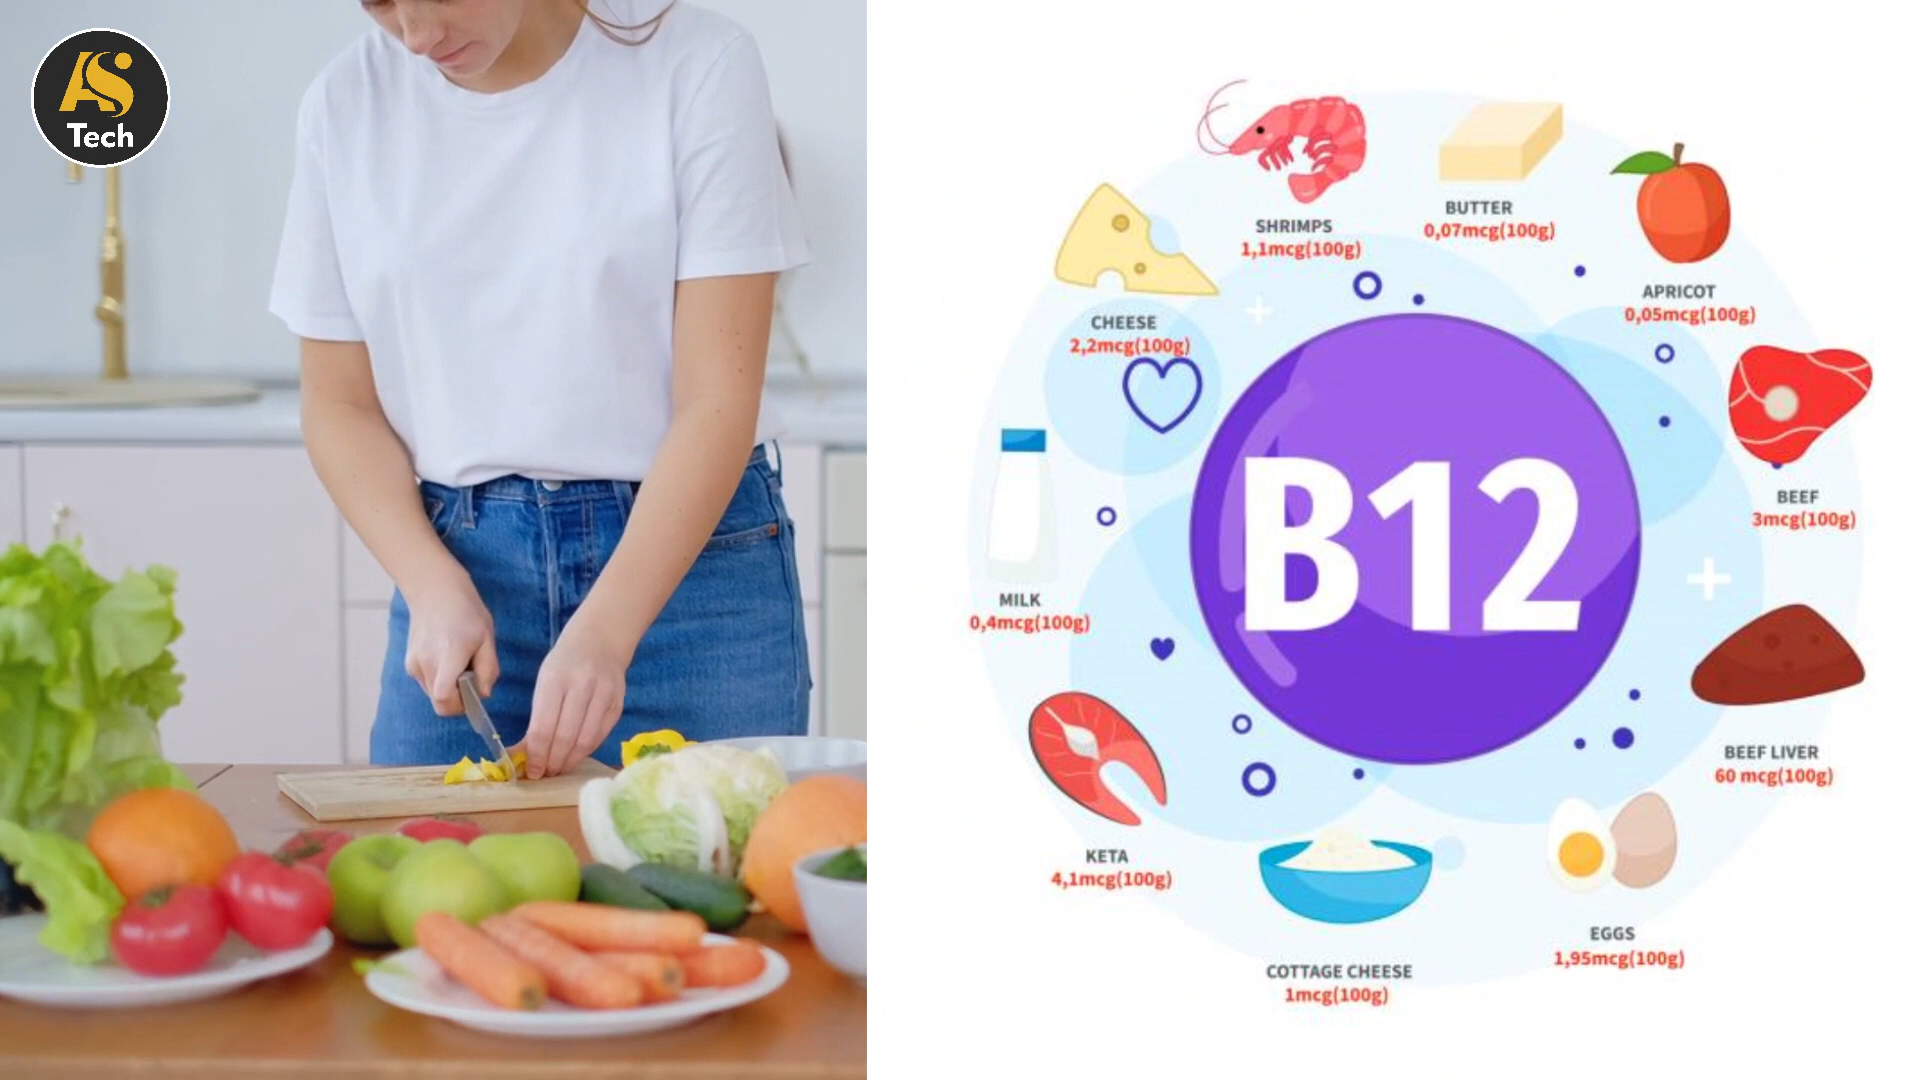 AS
Tech
SHRIMPS
1,1mcg(100g)
BUTTER
0,07mcg(100g)
APRICOT
0,05mcg(100g)
CHEESE
2,2mcg(100g)
BEEF
3mcg(100g)
B12
MILK
0,4mcg(100g)
BEEF LIVER
60 mcg(100g)
KETA
4,1mcg(100g)
EGGS
1,95mcg(100g)
COTTAGE CHEESE
1mcg(100g)